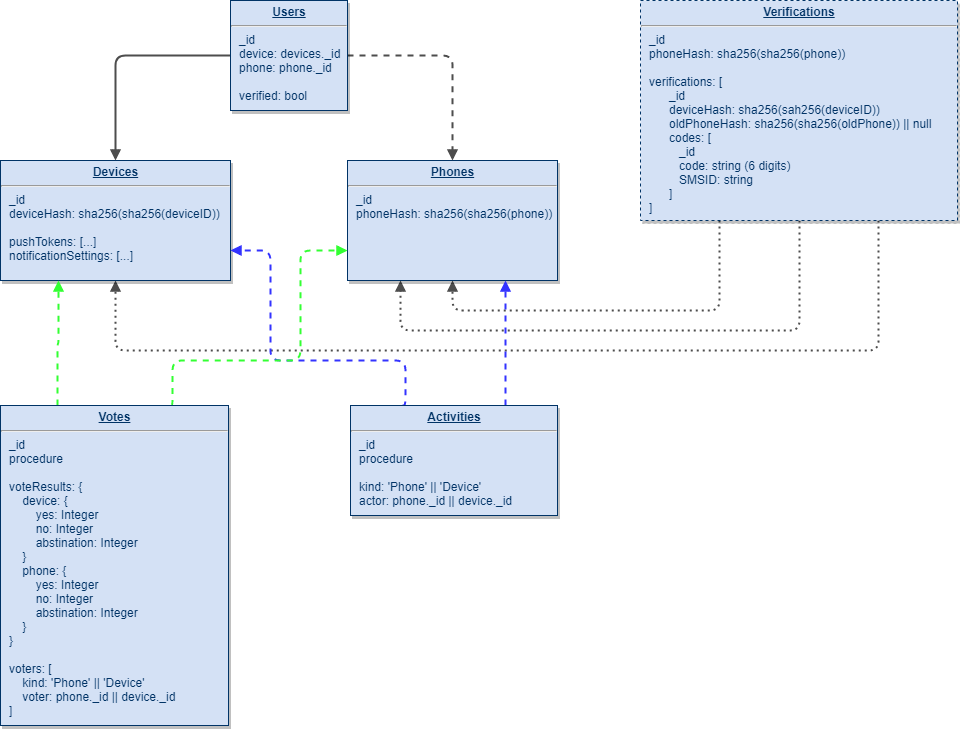 Users
_id
device: devices._id
phone: phone._id
verified: bool
Verifications
_id
phoneHash: sha256(sha256(phone))
verifications: [
_id
deviceHash: sha256(sah256(deviceID))
oldPhoneHash: sha256(sha256(oldPhone)) || null
codes: [
_id
code: string (6 digits)
SMSID: string
]
]
Devices
_id
deviceHash: sha256(sha256(deviceID))
pushTokens: [...]
notificationSettings: [...]
Phones
_id
phoneHash: sha256(sha256(phone))
Votes
_id
procedure
voteResults: {
device: {
yes: Integer
no: Integer
abstination: Integer
}
phone: {
yes: Integer
no: Integer
abstination: Integer
}
}
voters: [
kind: 'Phone' || 'Device'
voter: phone._id || device._id
]
Activities
_id
procedure
kind: 'Phone' || 'Device'
actor: phone._id || device._id